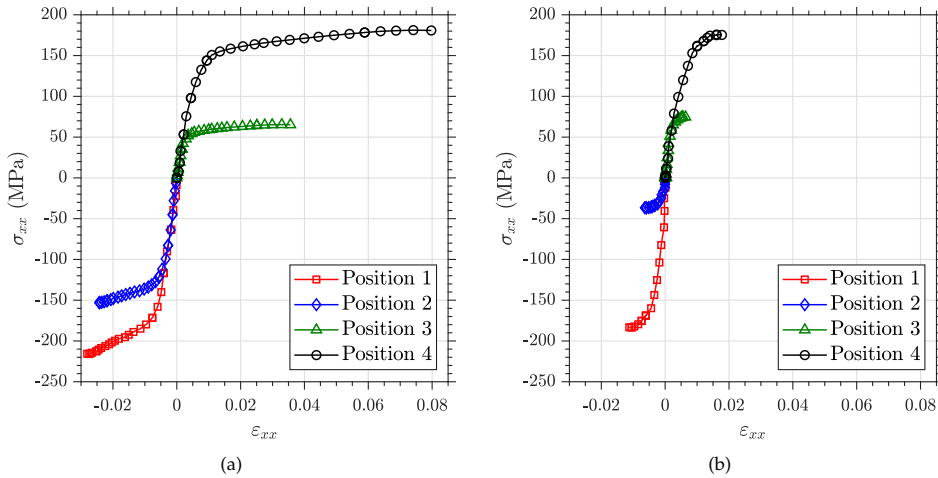 200
150
100
50
0
-50
-100
-150
-200
-250
σxx (MPa)
-0.02 0 0.02 0.04 0.06 0.08
εxx
Position 1
Position 2
Position 3
Position 4
(a)
200
150
100
50
0
-50
-100
-150
-200
-250
σxx (MPa)
-0.02 0 0.02 0.04 0.06 0.08
εxx
Position 1
Position 2
Position 3
Position 4
(b)